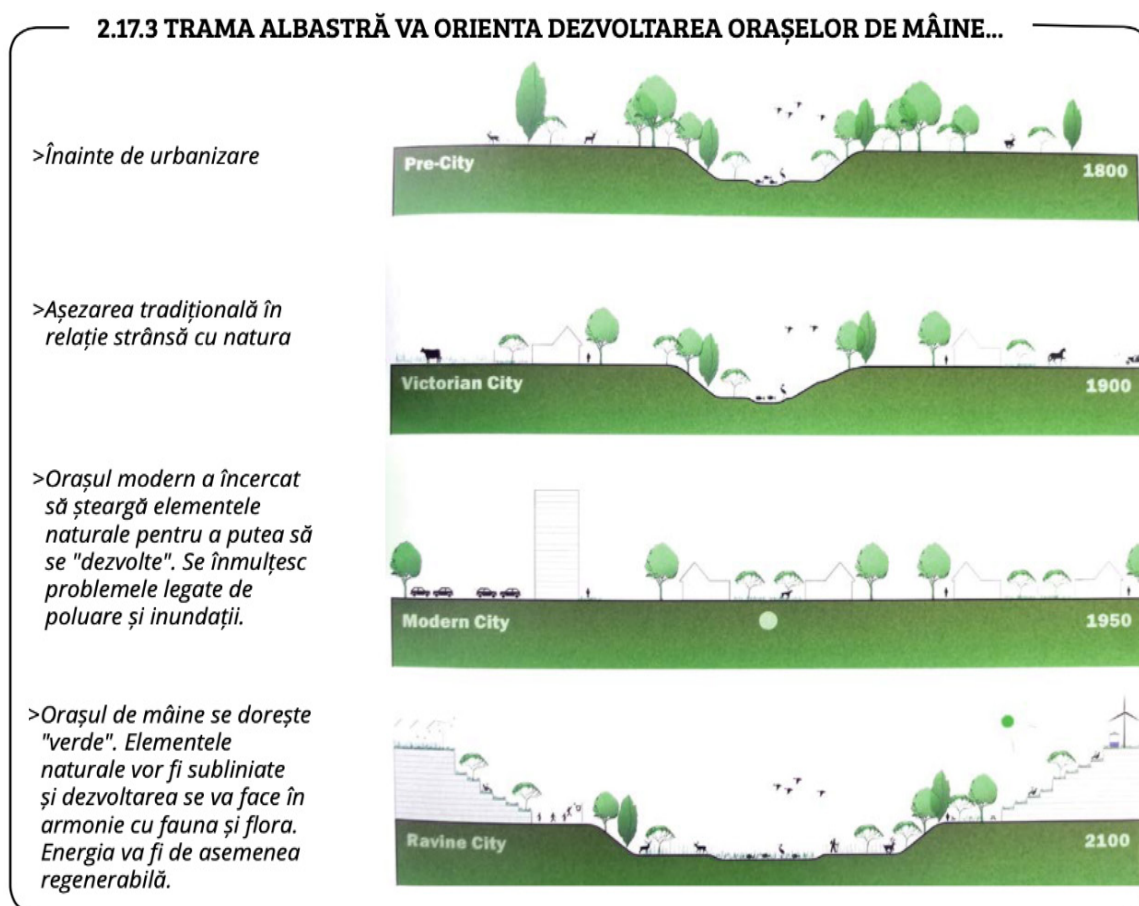 2.17.3 TRAMA ALBASTRĂ VA ORIENTA DEZVOLTAREA ORAȘELOR DE MÂINE...
>Înainte de urbanizare
Pre-City
1800
>Așezarea tradițională în
relație strânsă cu natura
Victorian City
1900
>Orașul modern a încercat
să șteargă elementele
naturale pentru a putea să
se "dezvolte". Se înmulțesc
problemele legate de
poluare și inundații.
Modern City
1950
>Orașul de mâine se dorește
"verde". Elementele
naturale vor fi subliniate
și dezvoltarea se va face în
armonie cu fauna și flora.
Energia va fi de asemenea
regenerabilă.
Ravine City
2100